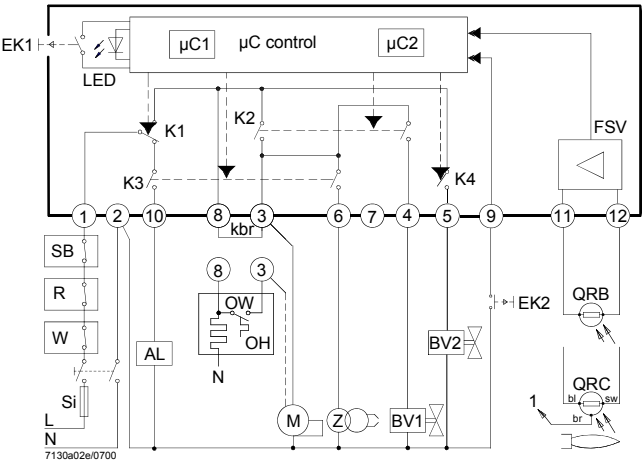 EK1
LED
µC1
µC control
µC2
FSV
K1
K2
K3
K4
1
2
10
8
3
6
7
4
5
9
11
12
kbr
SB
R
W
Si
L
N
AL
8
3
OW
OH
N
M
Z
BV1
BV2
EK2
QRB
QRC
bl
sw
br
1
7130a02e/0700